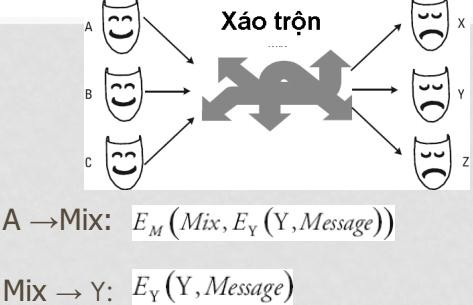 Xáo trộn
A
X
B
Y
C
Z
A →Mix: E_M (Mix, E_Y (Y, Message))
Mix → Y: E_Y (Y, Message)